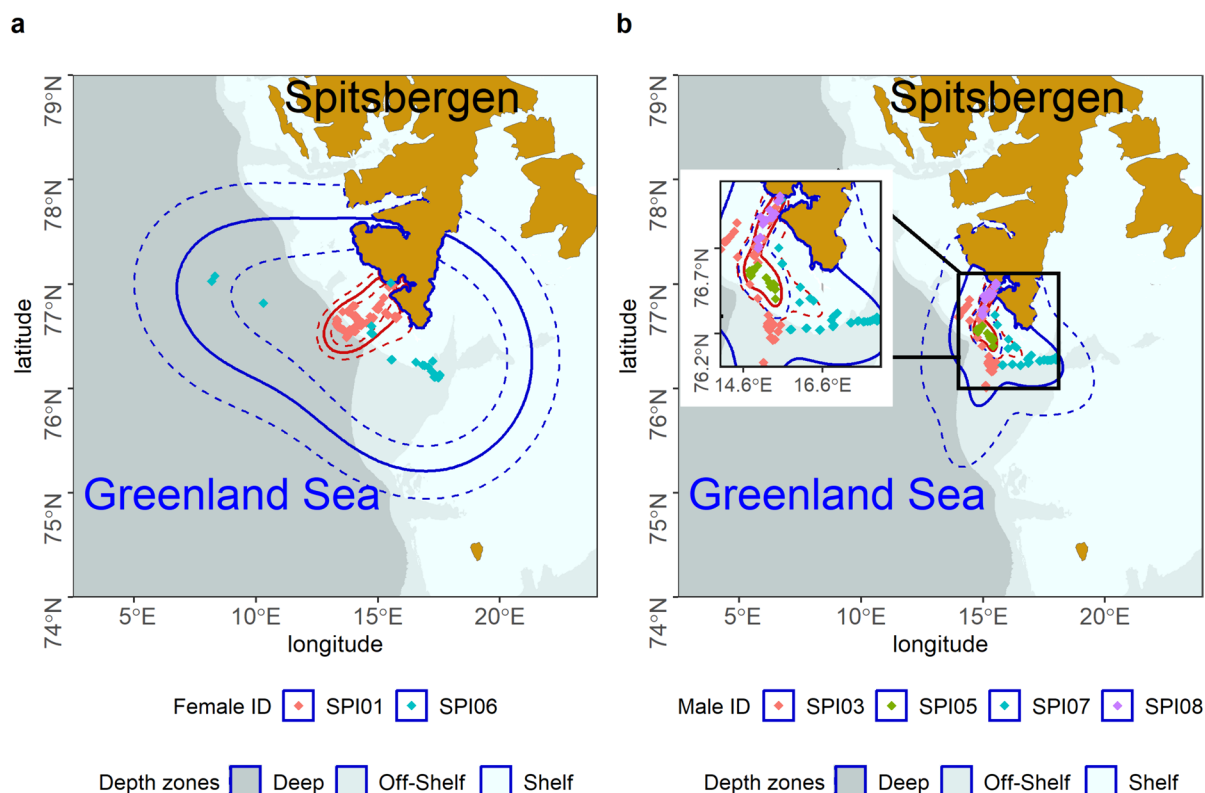 a
b
Spitsbergen
Spitsbergen
Greenland Sea
Greenland Sea
79°N
78°N
77°N
76°N
75°N
74°N
latitude
5°E 10°E 15°E 20°E
longitude
79°N
78°N
77°N
76°N
75°N
74°N
latitude
76.7°N
76.2°N
14.6°E 16.6°E
5°E 10°E 15°E 20°E
longitude
Female ID SPI01 SPI06
Male ID SPI03 SPI05 SPI07 SPI08
Depth zones Deep Off-Shelf Shelf
Depth zones Deep Off-Shelf Shelf